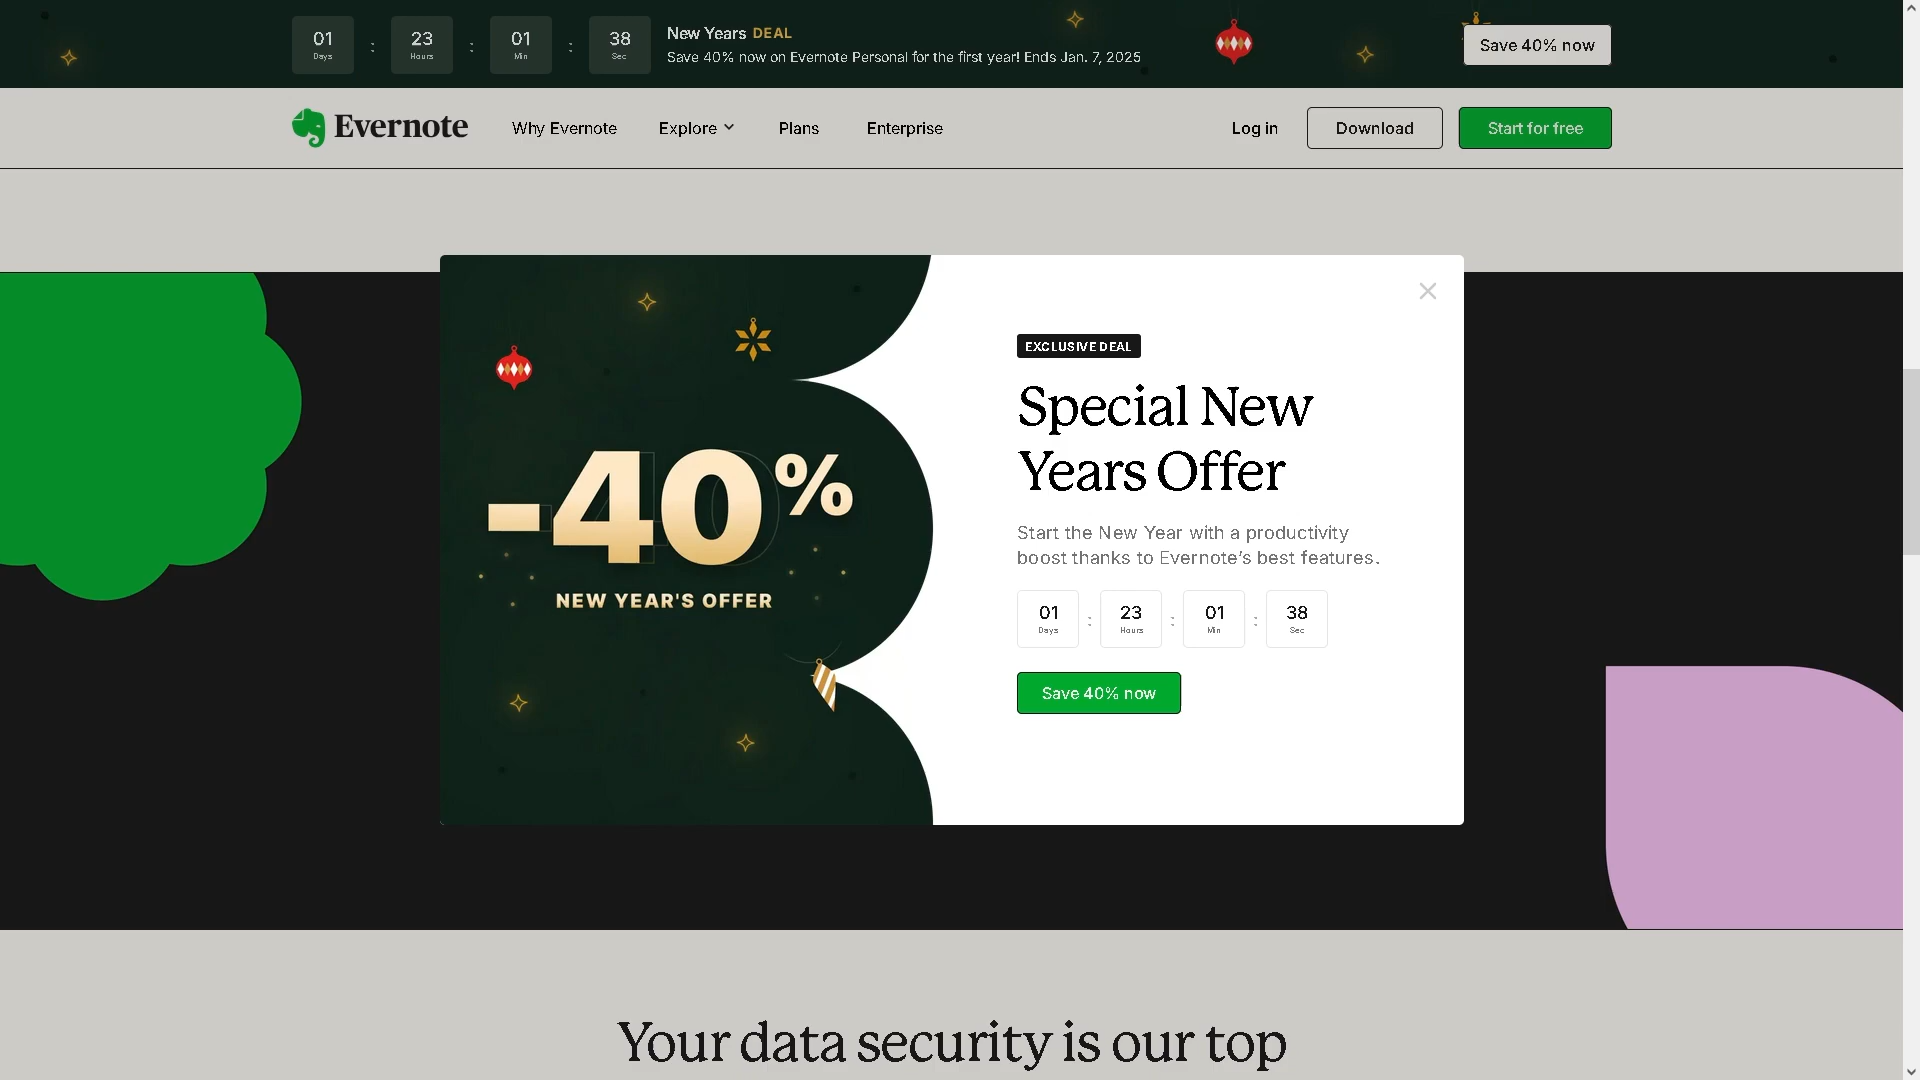 01 : 23 : 01 : 38
Days Hours Min Sec
New Years DEAL
Save 40% now on Evernote Personal for the first year! Ends Jan. 7, 2025
Save 40% now
Evernote
Why Evernote
Explore
Plans
Enterprise
Log in
Download
Start for free
-40%
NEW YEAR'S OFFER
EXCLUSIVE DEAL
Special New
Years Offer
Start the New Year with a productivity
boost thanks to Evernote’s best features.
01 : 23 : 01 : 38
Days Hours Min Sec
Save 40% now
Your data security is our top